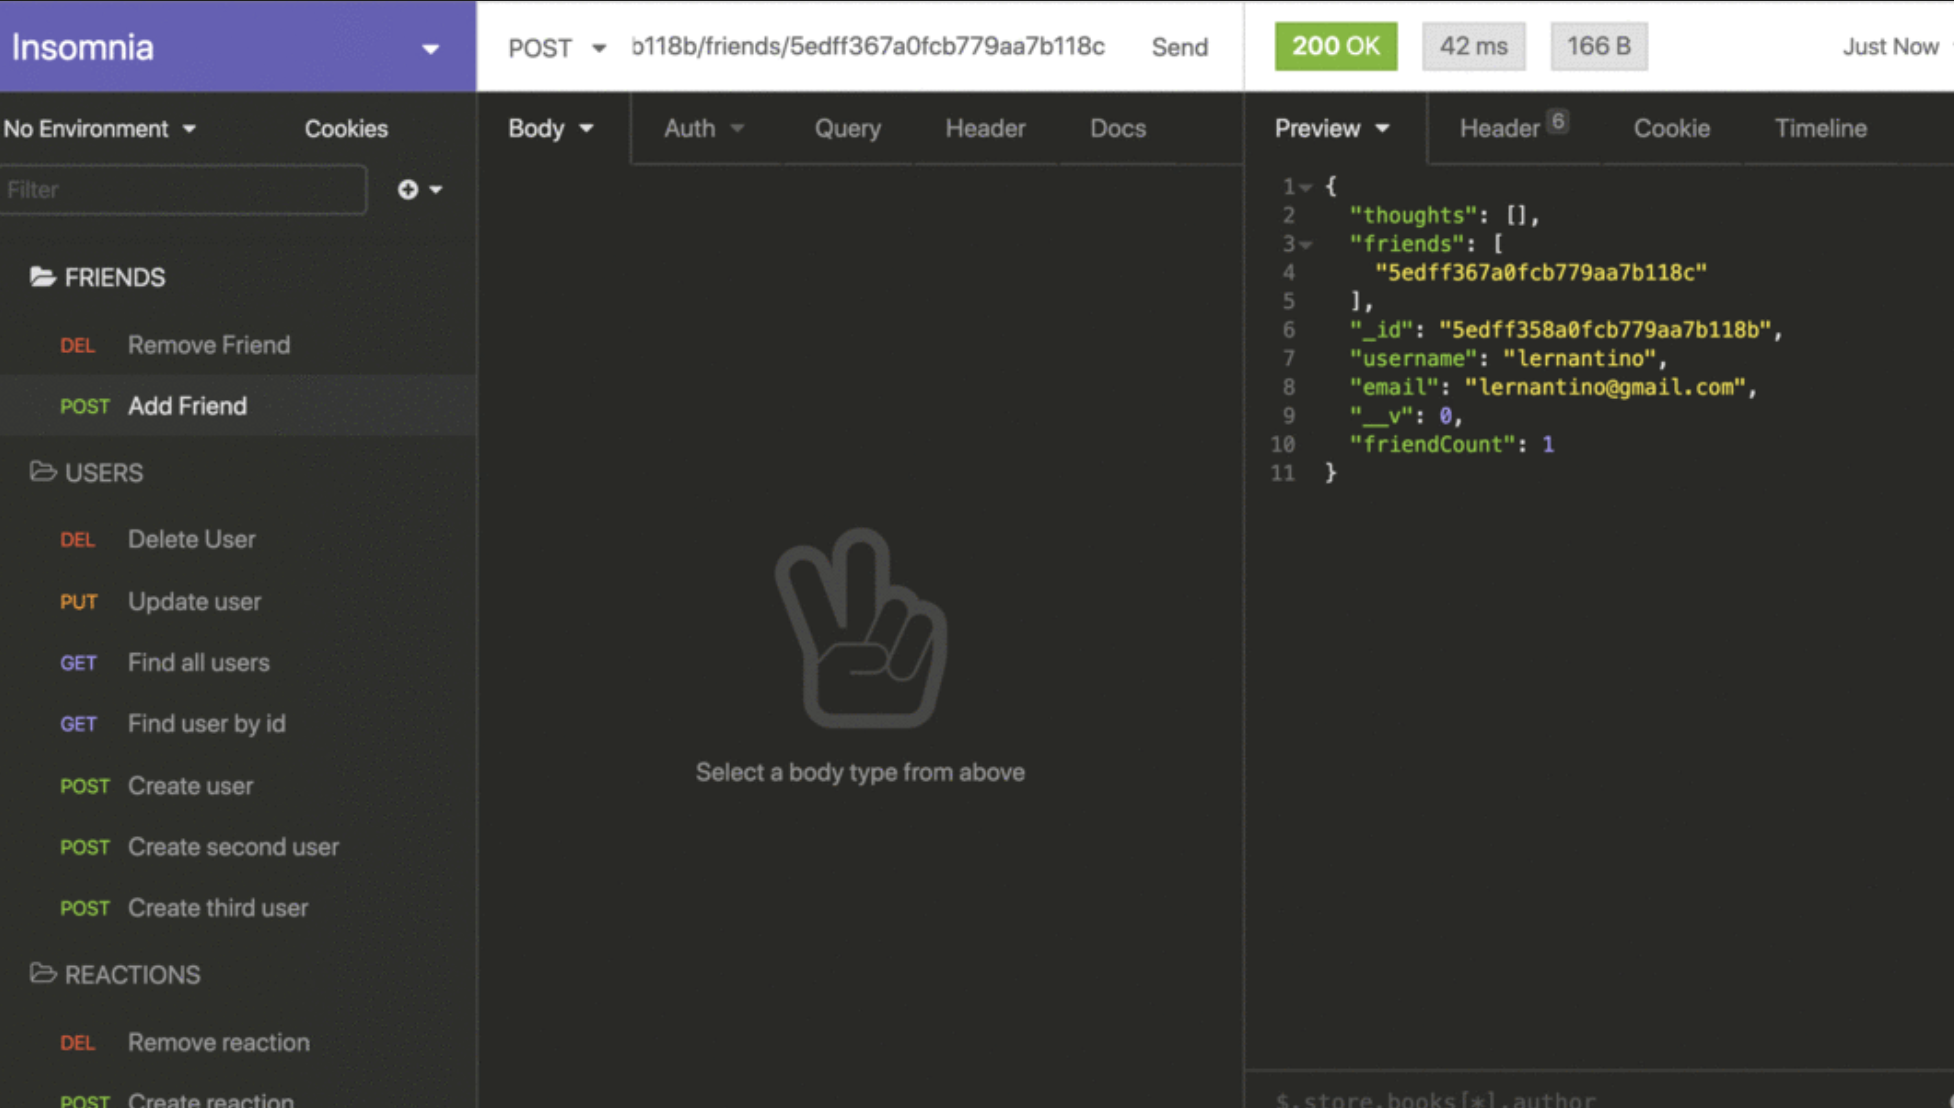 Insomnia
POST b118b/friends/5edff367a0fcb779aa7b118c Send
200 OK 42 ms 166 B Just Now
No Environment Cookies
Filter
FRIENDS
DEL Remove Friend
POST Add Friend
USERS
DEL Delete User
PUT Update user
GET Find all users
GET Find user by id
POST Create user
POST Create second user
POST Create third user
REACTIONS
DEL Remove reaction
POST Create reaction
Body Auth Query Header Docs
Select a body type from above
Preview Header 6 Cookie Timeline
1 {
2 "thoughts": [],
3 "friends": [
4 "5edff367a0fcb779aa7b118c"
5 ],
6 "_id": "5edff358a0fcb779aa7b118b",
7 "username": "lernantino",
8 "email": "lernantino@gmail.com",
9 "__v": 0,
10 "friendCount": 1
11 }
$.store.books[*].author